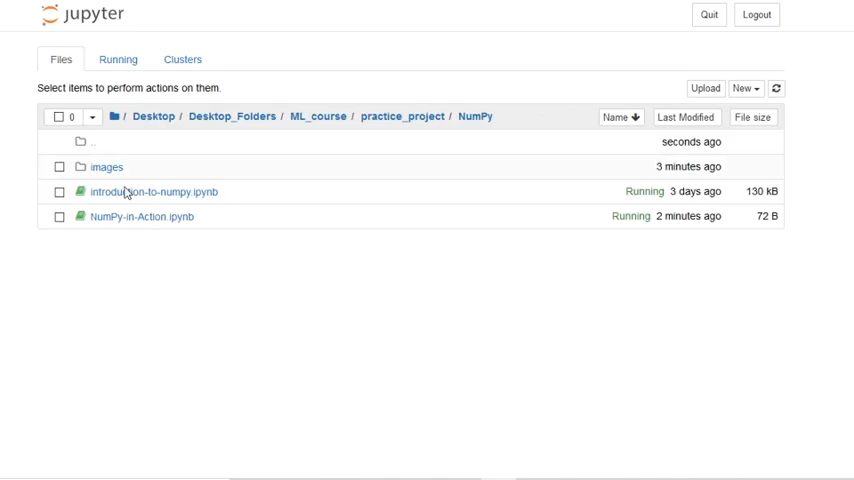 jupyter Quit Logout
Files Running Clusters
Select items to perform actions on them. Upload New
0 / Desktop / Desktop_Folders / ML_course / practice_project / NumPy Name Last Modified File size
.. seconds ago
images 3 minutes ago
introduction-to-numpy.ipynb Running 3 days ago 130 kB
NumPy-in-Action.ipynb Running 2 minutes ago 72 B